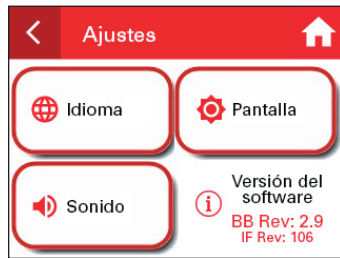 Ajustes
Idioma
Pantalla
Sonido
Versión del
software
BB Rev: 2.9
IF Rev: 106